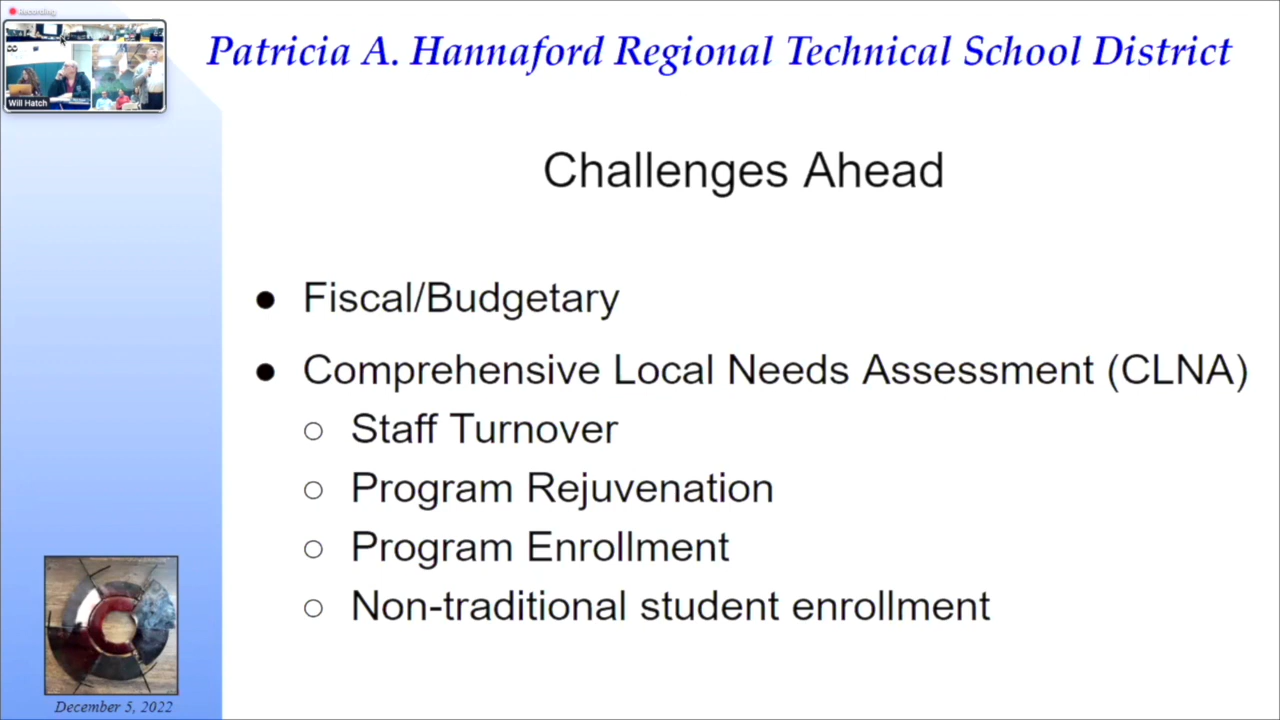 Recording
Patricia A. Hannaford Regional Technical School District
Will Hatch
Challenges Ahead
● Fiscal/Budgetary
● Comprehensive Local Needs Assessment (CLNA)
○ Staff Turnover
○ Program Rejuvenation
○ Program Enrollment
○ Non-traditional student enrollment
December 5, 2022